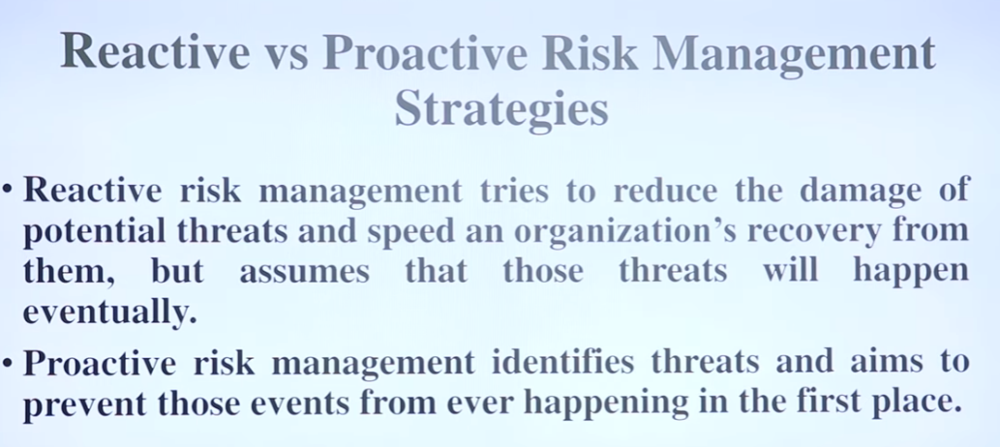 Reactive vs Proactive Risk Management
Strategies
• Reactive risk management tries to reduce the damage of
potential threats and speed an organization's recovery from
them, but assumes that those threats will happen
eventually.
• Proactive risk management identifies threats and aims to
prevent those events from ever happening in the first place.